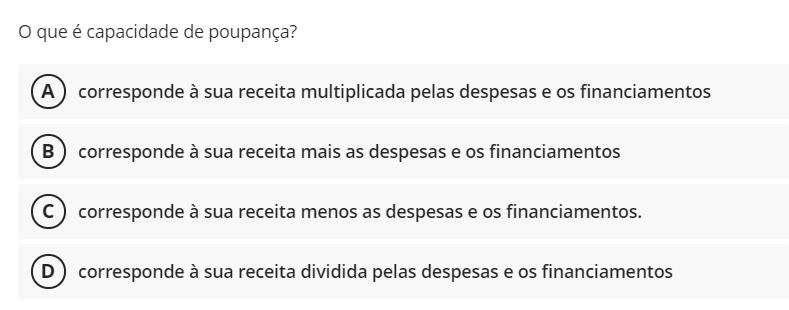 O que é capacidade de poupança?
A corresponde à sua receita multiplicada pelas despesas e os financiamentos
B corresponde à sua receita mais as despesas e os financiamentos
C corresponde à sua receita menos as despesas e os financiamentos.
D corresponde à sua receita dividida pelas despesas e os financiamentos